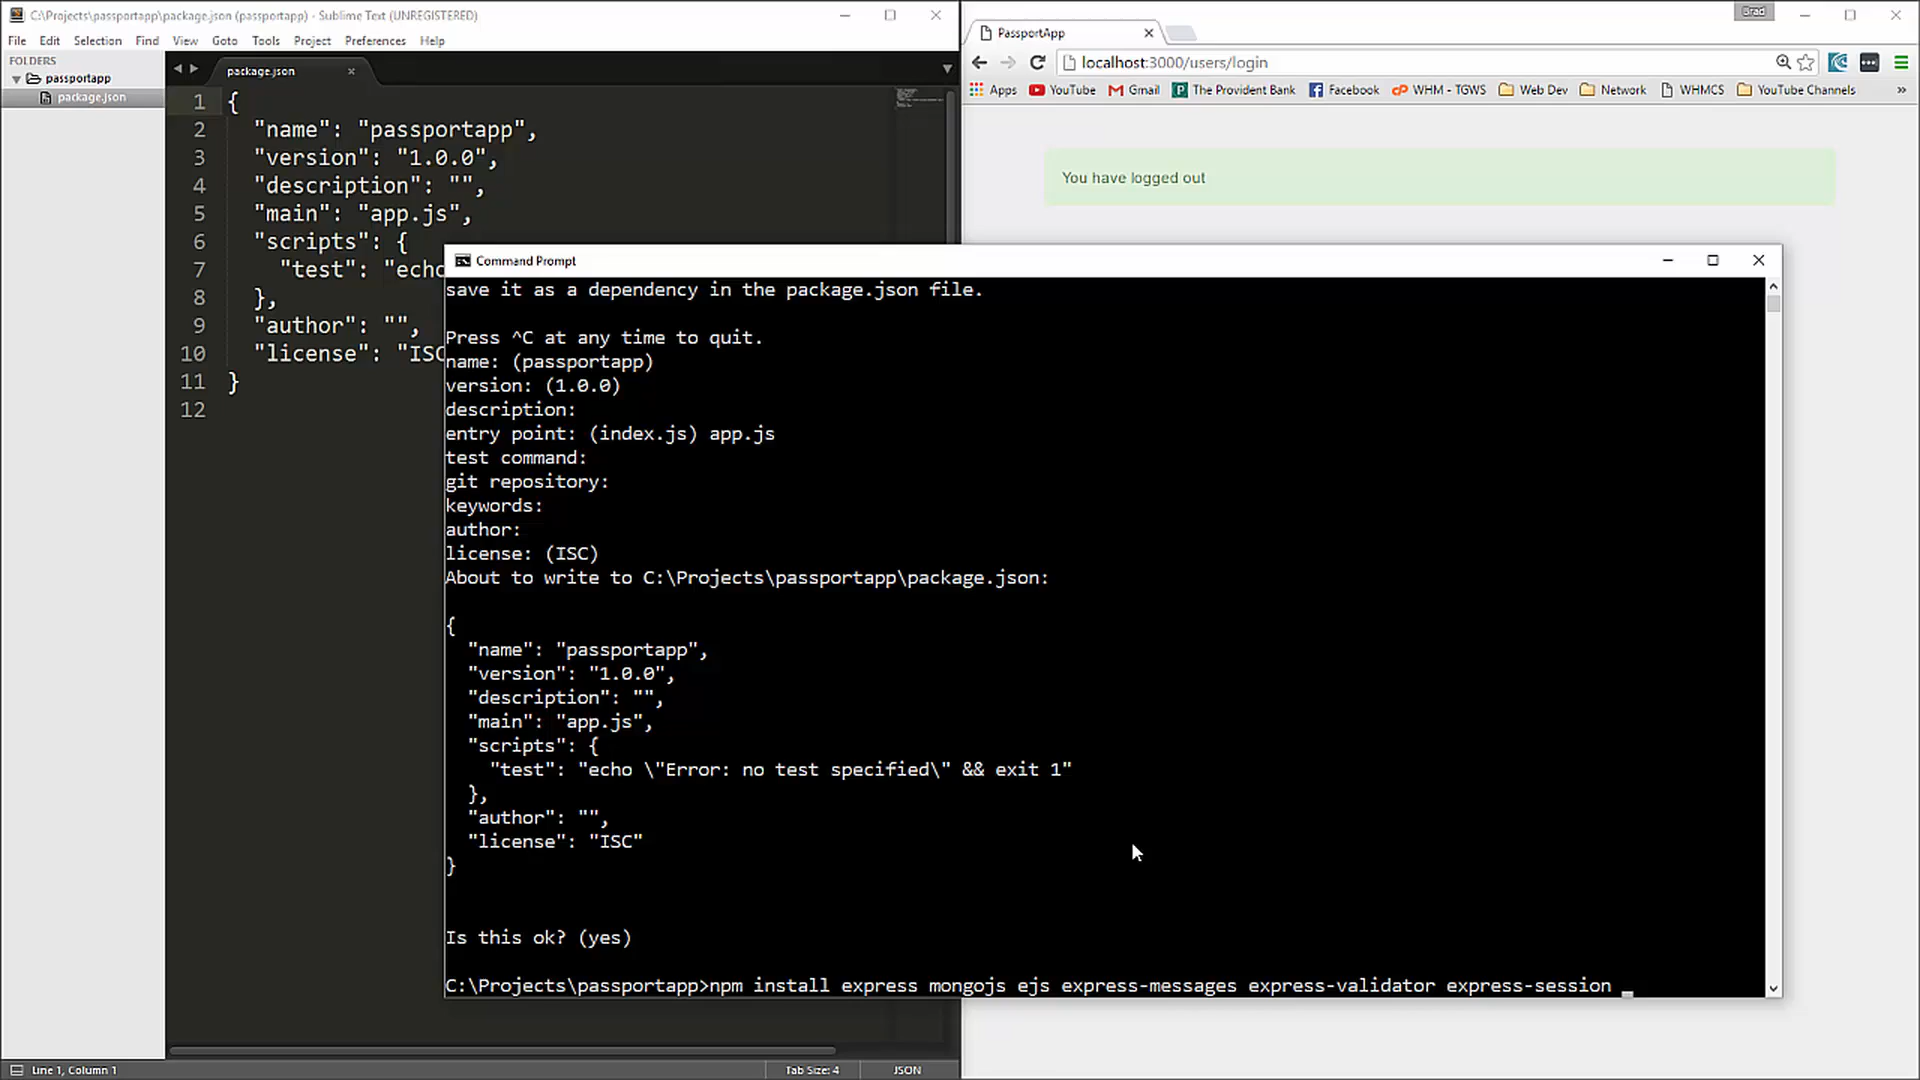 C:\Projects\passportapp\package.json (passportapp) - Sublime Text (UNREGISTERED)
File Edit Selection Find View Goto Tools Project Preferences Help
FOLDERS
passportapp
package.json
package.json
1 {
2 "name": "passportapp",
3 "version": "1.0.0",
4 "description": "",
5 "main": "app.js",
6 "scripts": {
7 "test": "echo
8 },
9 "author": "",
10 "license": "ISC
11 }
12
Line 1, Column 1
Tab Size: 4
JSON
Brad
PassportApp
localhost:3000/users/login
Apps YouTube Gmail The Provident Bank Facebook WHM - TGWS Web Dev Network WHMCS YouTube Channels »
You have logged out
Command Prompt
save it as a dependency in the package.json file.
Press ^C at any time to quit.
name: (passportapp)
version: (1.0.0)
description:
entry point: (index.js) app.js
test command:
git repository:
keywords:
author:
license: (ISC)
About to write to C:\Projects\passportapp\package.json:
{
"name": "passportapp",
"version": "1.0.0",
"description": "",
"main": "app.js",
"scripts": {
"test": "echo \"Error: no test specified\" && exit 1"
},
"author": "",
"license": "ISC"
}
Is this ok? (yes)
C:\Projects\passportapp>npm install express mongojs ejs express-messages express-validator express-session _